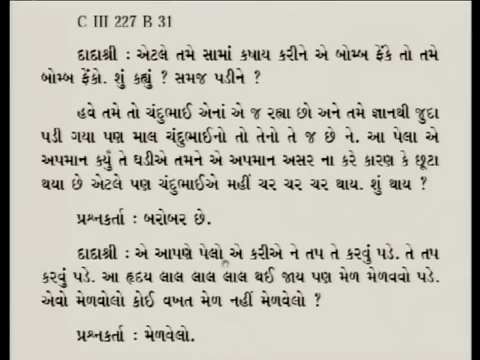 C III 227 B 31
દાદાશ્રી : એટલે તમે સામાં કષાય કરીને એ બોમ્બ ફેંકે તો તમે
બોમ્બ ફેંકો. શું કહ્યું ? સમજ પડીને ?
હવે તમે તો ચંદુભાઈ એનાં એ જ રહ્યા છો અને તમે જ્ઞાનથી જુદા
પડી ગયા પણ માલ ચંદુભાઈનો તો તેનો તે જ છે ને. આ પેલા એ
અપમાન કર્યું તે ઘડીએ તમને એ અપમાન અસર ના કરે કારણ કે છૂટા
થયા છે એટલે પણ ચંદુભાઈએ મહીં ચર ચર ચર થાય. શું થાય ?
પ્રશ્નકર્તા : બરોબર છે.
દાદાશ્રી : એ આપણે પેલો એ કરીએ ને તપ તે કરવું પડે. તે તપ
કરવું પડે. આ હૃદય લાલ લાલ લાલ થઈ જાય પણ મેળ મેળવવો પડે.
એવો મેળવોલો કોઈ વખત મેળ નહીં મેળવેલો ?
પ્રશ્નકર્તા : મેળવેલો.